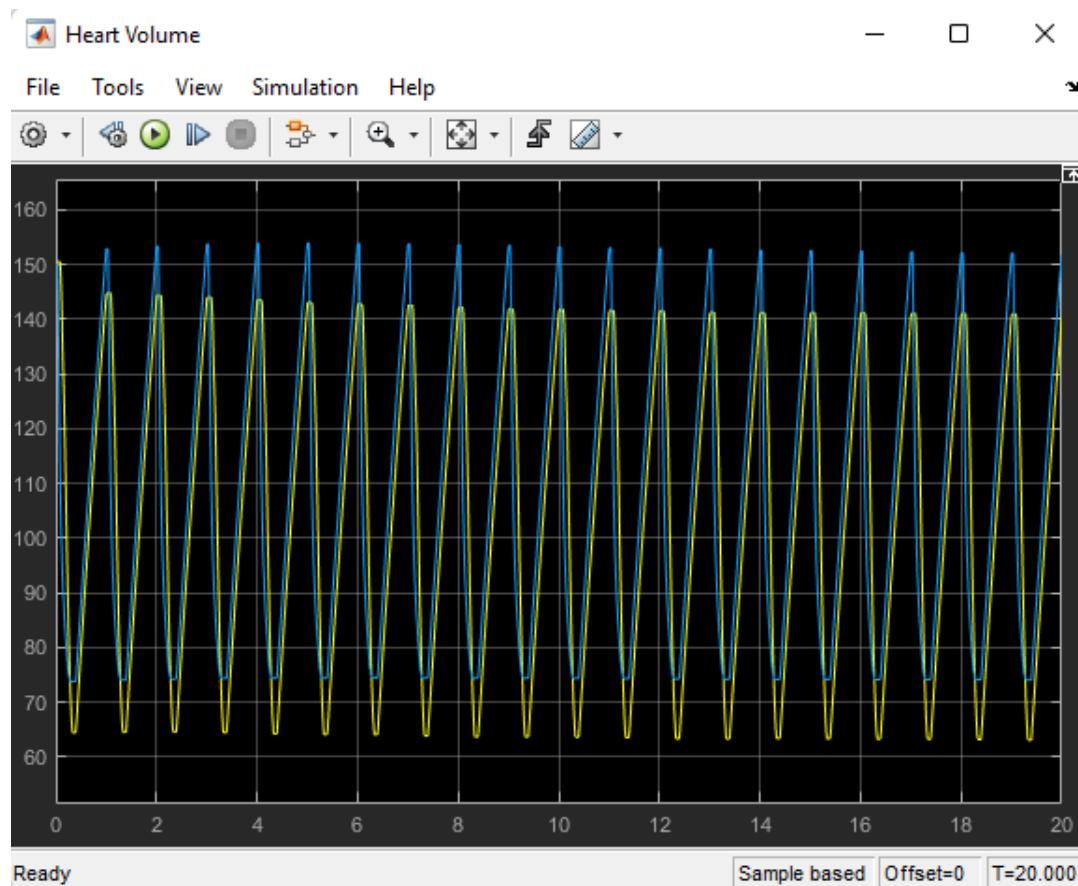 Heart Volume
File Tools View Simulation Help
160
150
140
130
120
110
100
90
80
70
60
0 2 4 6 8 10 12 14 16 18 20
Ready Sample based Offset=0 T=20.000